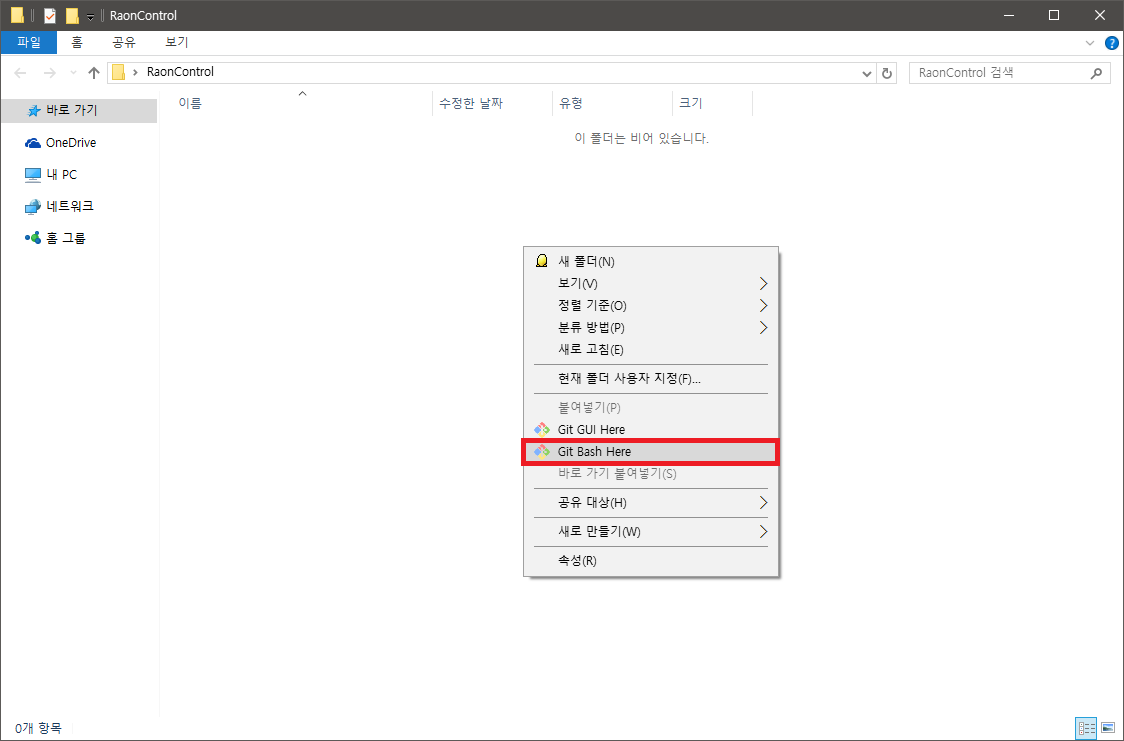 RaonControl
파일 홈 공유 보기
RaonControl
RaonControl 검색
이름 수정한 날짜 유형 크기
이 폴더는 비어 있습니다.
바로 가기
OneDrive
내 PC
네트워크
홈 그룹
새 폴더(N)
보기(V)
정렬 기준(O)
분류 방법(P)
새로 고침(E)
현재 폴더 사용자 지정(F)...
붙여넣기(P)
Git GUI Here
Git Bash Here
바로 가기 붙여넣기(S)
공유 대상(H)
새로 만들기(W)
속성(R)
0개 항목